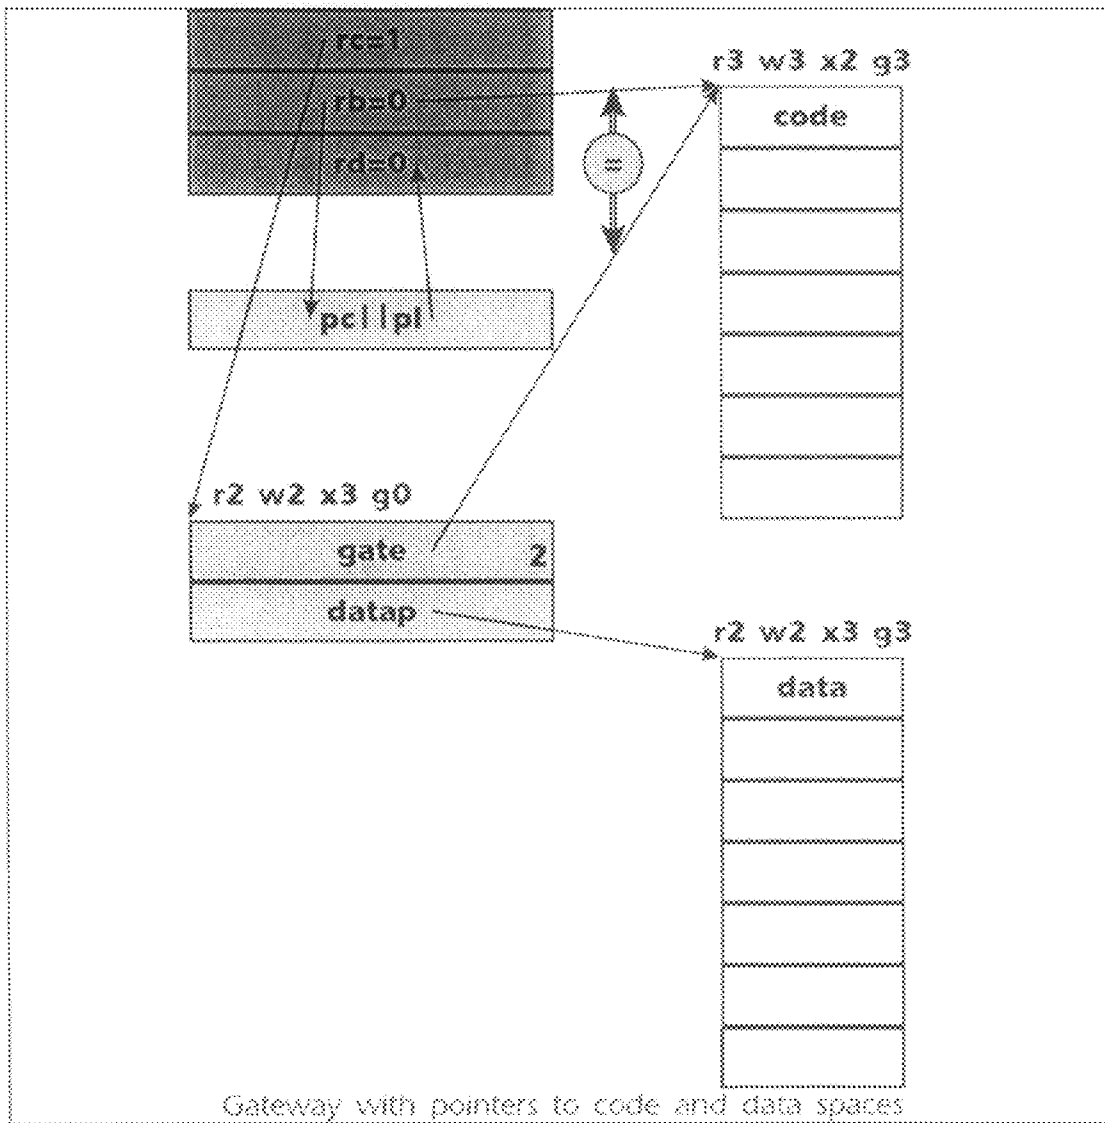 rc=1
r3 w3 x2 g3
rb=0
code
=
rd=0
pc||pl
r2 w2 x3 g0
gate 2
datap
r2 w2 x3 g3
data
Gateway with pointers to code and data spaces